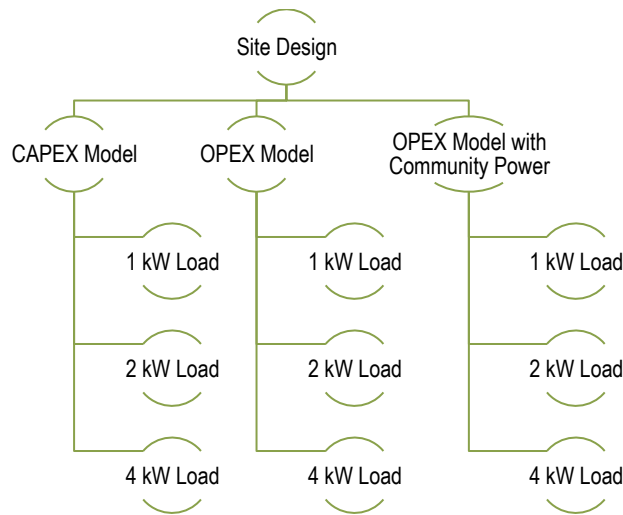 Site Design
CAPEX Model
OPEX Model
OPEX Model with
Community Power
1 kW Load
1 kW Load
1 kW Load
2 kW Load
2 kW Load
2 kW Load
4 kW Load
4 kW Load
4 kW Load